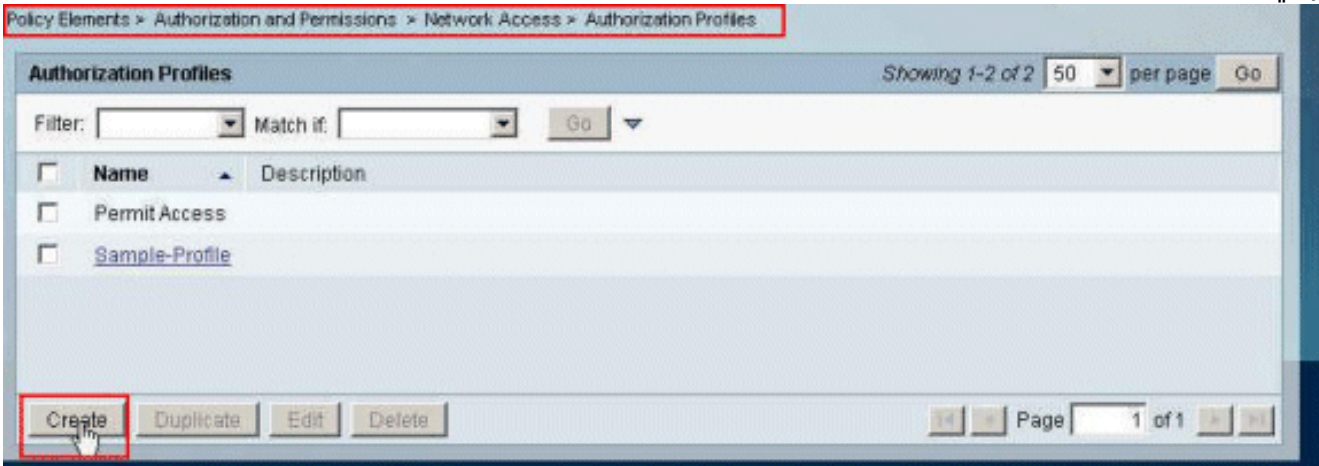 Policy Elements > Authorization and Permissions > Network Access > Authorization Profiles
Authorization Profiles Showing 1-2 of 2 50 per page Go
Filter: Match if: Go
Name Description
Permit Access
Sample-Profile
Create Duplicate Edit Delete Page 1 of 1